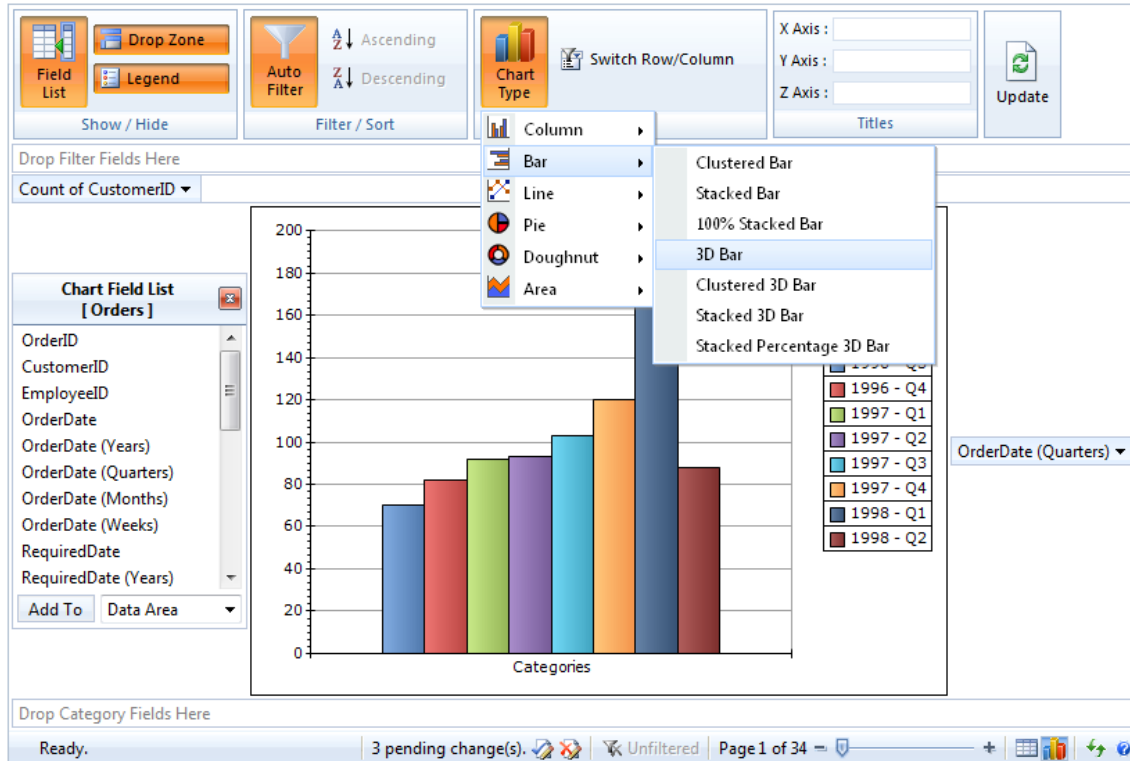 Field List
Drop Zone
Legend
Show / Hide
Auto Filter
Ascending
Descending
Filter / Sort
Chart Type
Switch Row/Column
X Axis :
Y Axis :
Z Axis :
Titles
Update
Column
Bar
Line
Pie
Doughnut
Area
Clustered Bar
Stacked Bar
100% Stacked Bar
3D Bar
Clustered 3D Bar
Stacked 3D Bar
Stacked Percentage 3D Bar
Drop Filter Fields Here
Count of CustomerID
Chart Field List
[ Orders ]
OrderID
CustomerID
EmployeeID
OrderDate
OrderDate (Years)
OrderDate (Quarters)
OrderDate (Months)
OrderDate (Weeks)
RequiredDate
RequiredDate (Years)
Add To Data Area
200
180
160
140
120
100
80
60
40
20
0
Categories
1996 - Q4
1997 - Q1
1997 - Q2
1997 - Q3
1997 - Q4
1998 - Q1
1998 - Q2
OrderDate (Quarters)
Drop Category Fields Here
Ready.
3 pending change(s).
Unfiltered
Page 1 of 34